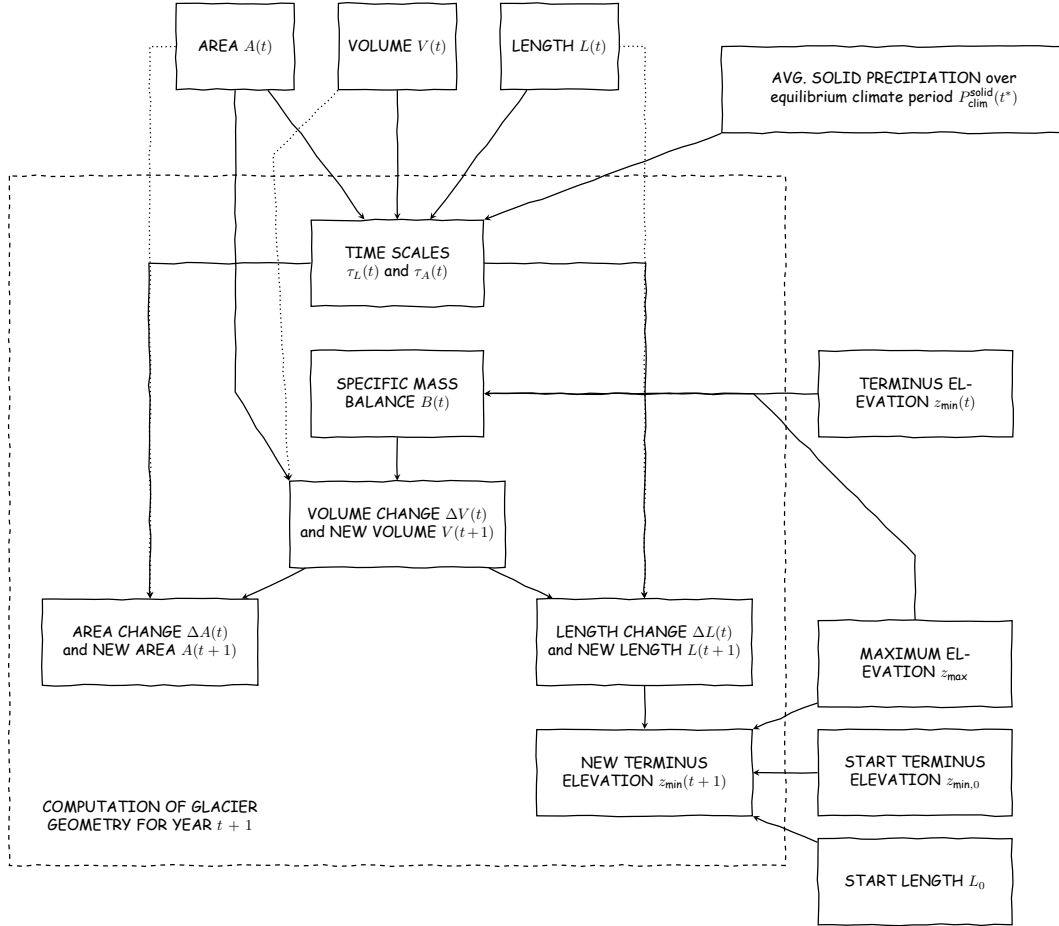 AREA A(t)
VOLUME V(t)
LENGTH L(t)
AVG. SOLID PRECIPIATION over
equilibrium climate period P_clim^solid(t*)
TIME SCALES
τ_L(t) and τ_A(t)
SPECIFIC MASS
BALANCE B(t)
TERMINUS EL-
EVATION z_min(t)
VOLUME CHANGE ΔV(t)
and NEW VOLUME V(t+1)
AREA CHANGE ΔA(t)
and NEW AREA A(t+1)
LENGTH CHANGE ΔL(t)
and NEW LENGTH L(t+1)
MAXIMUM EL-
EVATION z_max
NEW TERMINUS
ELEVATION z_min(t+1)
START TERMINUS
ELEVATION z_min,0
COMPUTATION OF GLACIER
GEOMETRY FOR YEAR t + 1
START LENGTH L_0